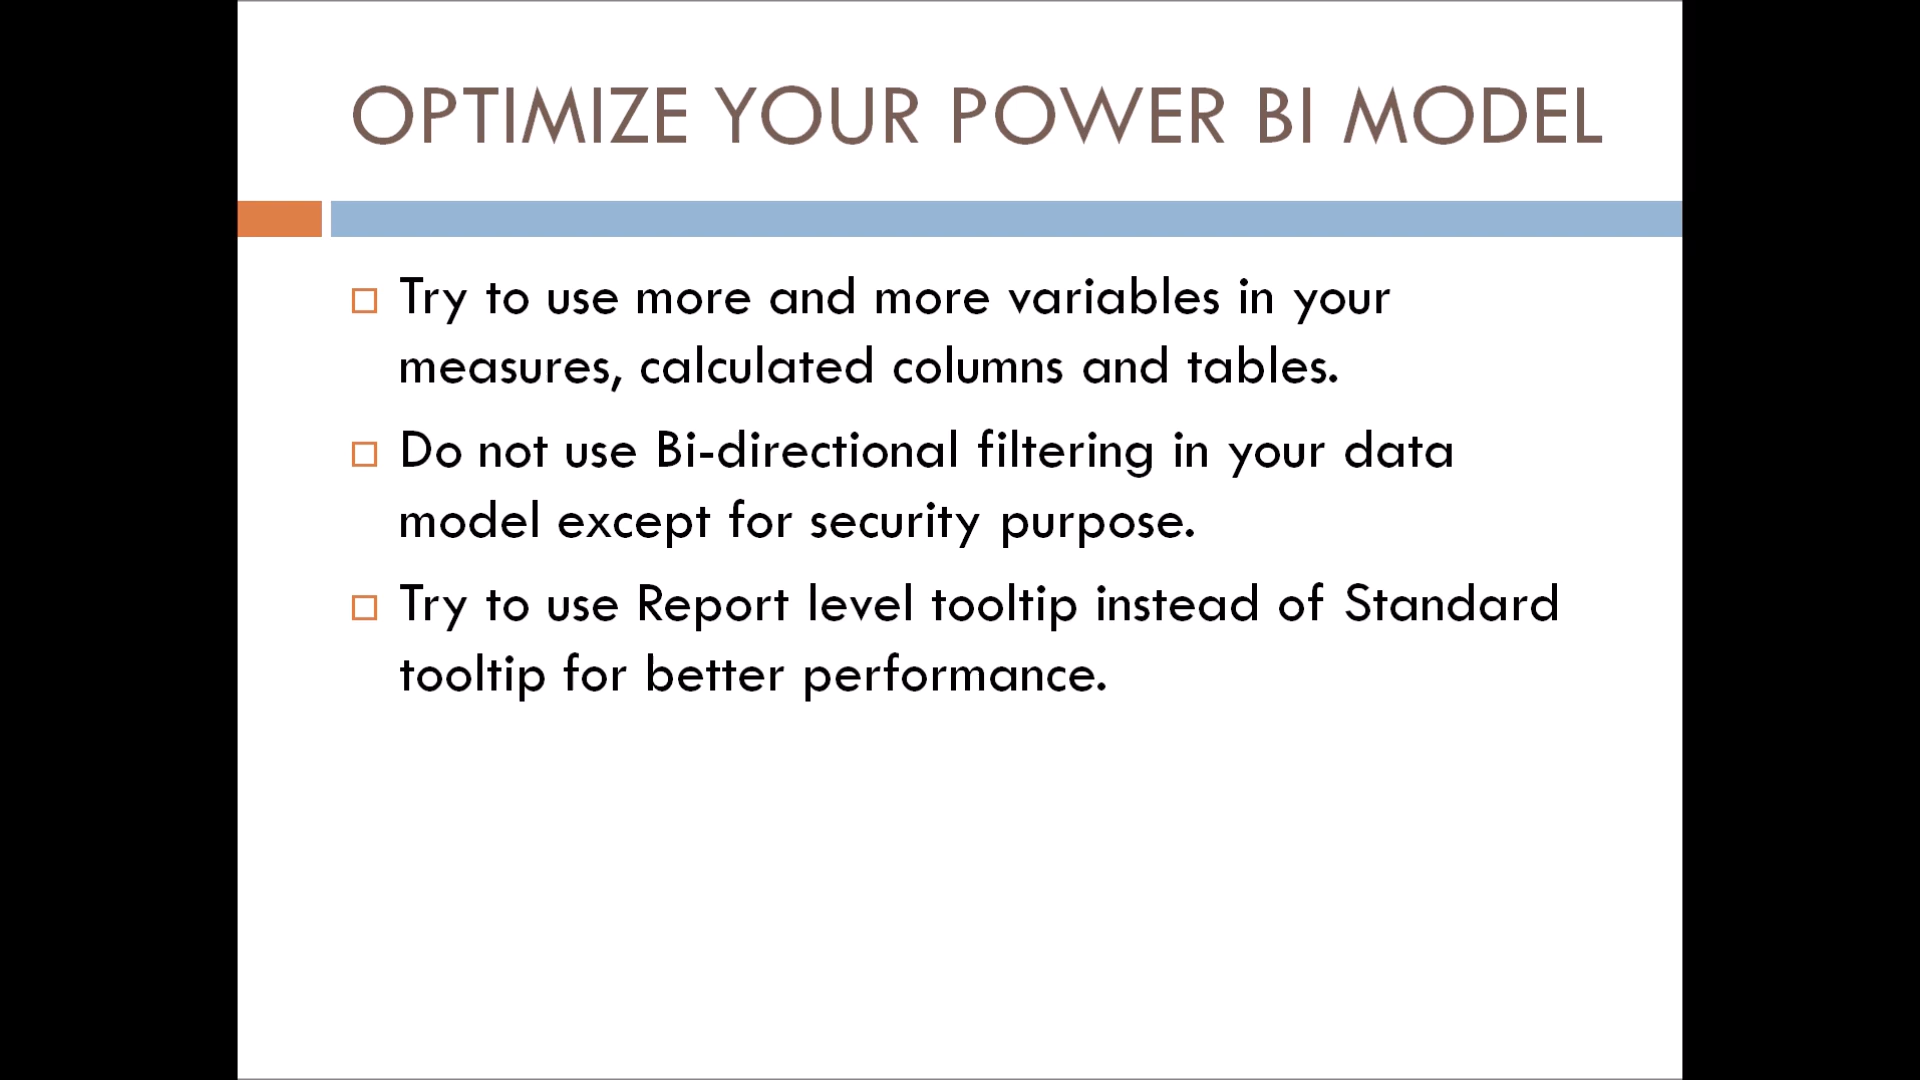 OPTIMIZE YOUR POWER BI MODEL
Try to use more and more variables in your
measures, calculated columns and tables.
Do not use Bi-directional filtering in your data
model except for security purpose.
Try to use Report level tooltip instead of Standard
tooltip for better performance.